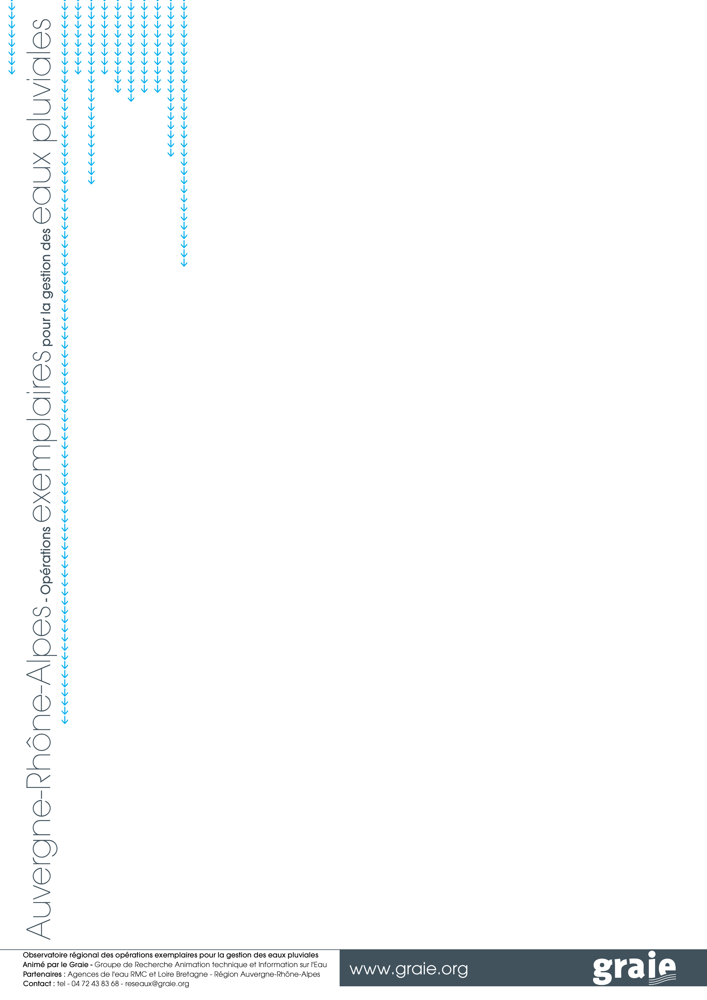 Auvergne-Rhône-Alpes - opérations exemplaires pour la gestion des eaux pluviales
Observatoire régional des opérations exemplaires pour la gestion des eaux pluviales
Animé par le Graie - Groupe de Recherche Animation technique et Information sur l'Eau
Partenaires : Agences de l'eau RMC et Loire Bretagne - Région Auvergne-Rhône-Alpes
Contact : tel - 04 72 43 83 68 - reseaux@graie.org
www.graie.org
graie